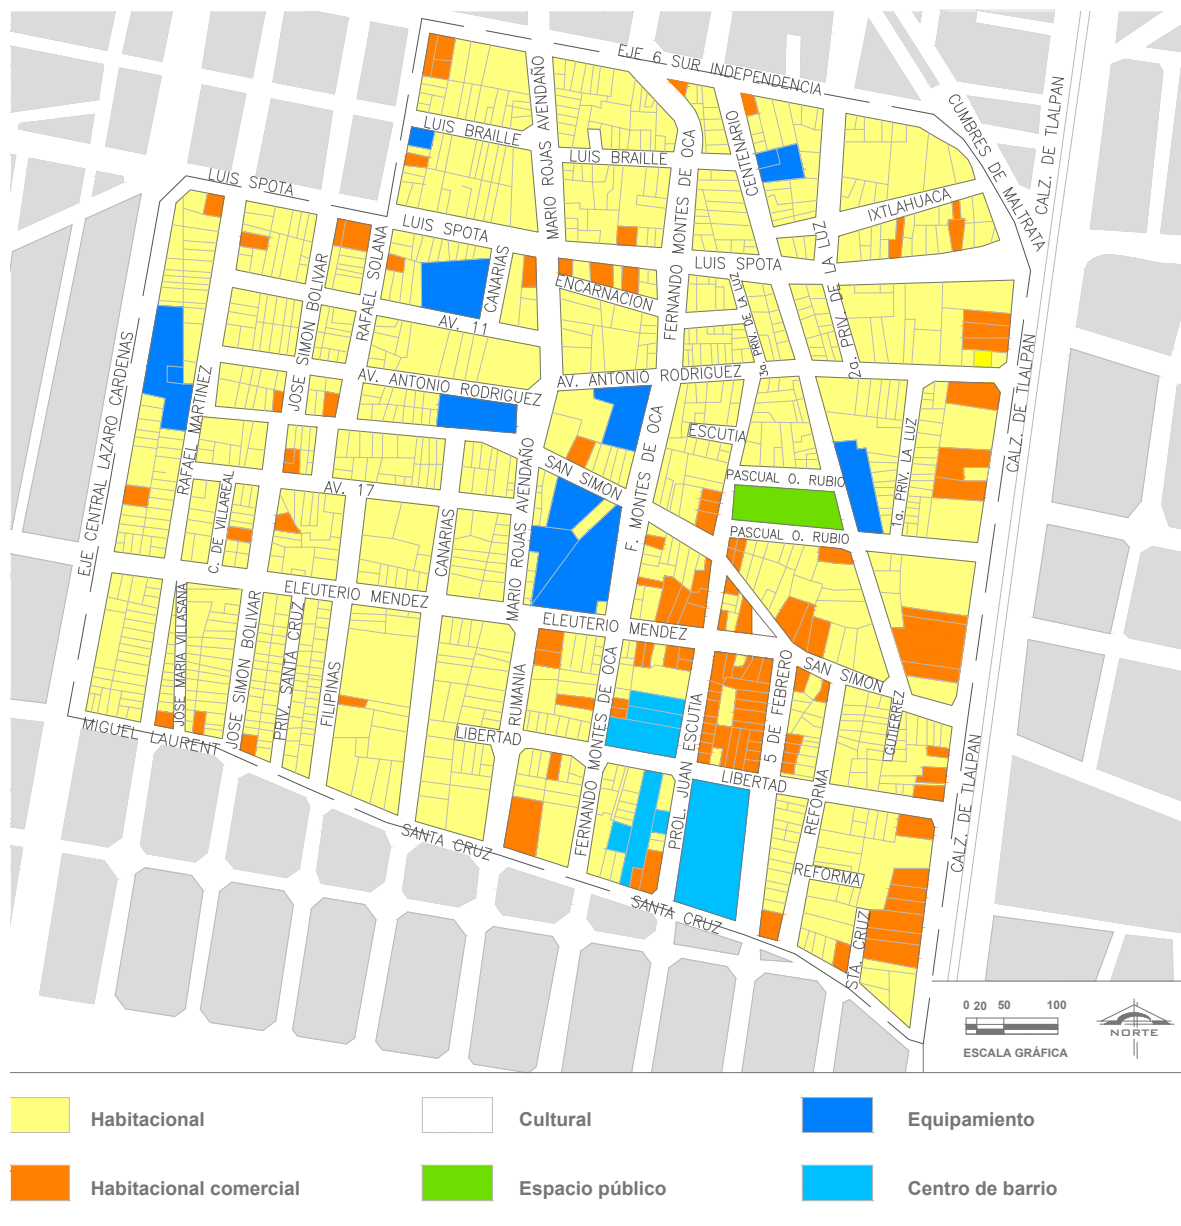 EJE 6 SUR INDEPENDENCIA
CUMBRES DE MALTRATA
CALZ. DE TLALPAN
LUIS BRAILLE
MARIO ROJAS AVENDAÑO
LUIS BRAILLE
CENTENARIO
FERNANDO MONTES DE OCA
IXTLAHUACA
LUIS SPOTA
LUIS SPOTA
LUIS SPOTA
RAFAEL SOLANA
CANARIAS
ENCARNACION
3a. PRIV. DE LA LUZ
2a. PRIV. DE LA LUZ
JOSE SIMON BOLIVAR
AV. 11
EJE CENTRAL LAZARO CARDENAS
RAFAEL MARTINEZ
AV. ANTONIO RODRIGUEZ
AV. ANTONIO RODRIGUEZ
CALZ. DE TLALPAN
ESCUTIA
SAN SIMON
PASCUAL O. RUBIO
1a. PRIV. LA LUZ
C. DE VILLAREAL
AV. 17
CANARIAS
MARIO ROJAS AVENDAÑO
F. MONTES DE OCA
PASCUAL O. RUBIO
ELEUTERIO MENDEZ
ELEUTERIO MENDEZ
JOSE MARIA VILLASANA
JOSE SIMON BOLIVAR
PRIV. SANTA CRUZ
FILIPINAS
RUMANIA
FERNANDO MONTES DE OCA
PROL. JUAN ESCUTIA
5 DE FEBRERO
SAN SIMON
GUTIERREZ
MIGUEL LAURENT
LIBERTAD
LIBERTAD
REFORMA
CALZ. DE TLALPAN
SANTA CRUZ
REFORMA
SANTA CRUZ
STA. CRUZ
0 20 50 100
ESCALA GRÁFICA
NORTE
Habitacional
Cultural
Equipamiento
Habitacional comercial
Espacio público
Centro de barrio